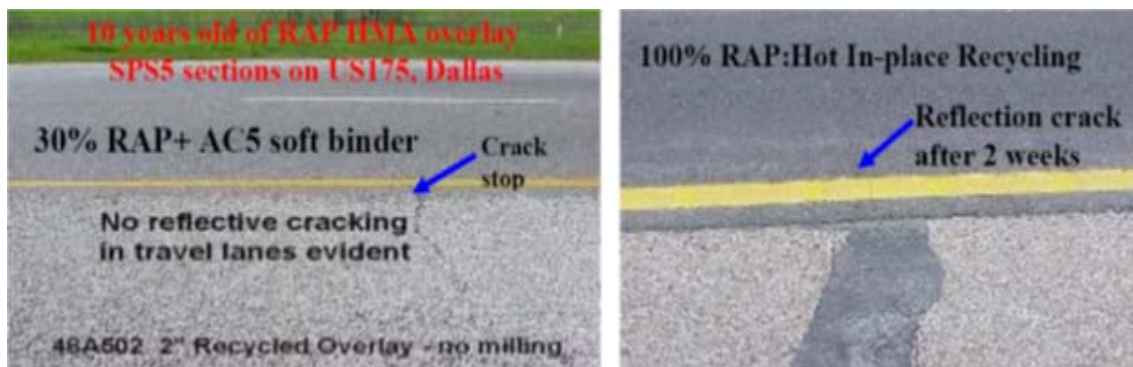 10 years old of RAP HMA overlay
SPS5 sections on US175, Dallas
30% RAP+ AC5 soft binder
Crack
stop
No reflective cracking
in travel lanes evident
48A502 2" Recycled Overlay - no milling
100% RAP:Hot In-place Recycling
Reflection crack
after 2 weeks